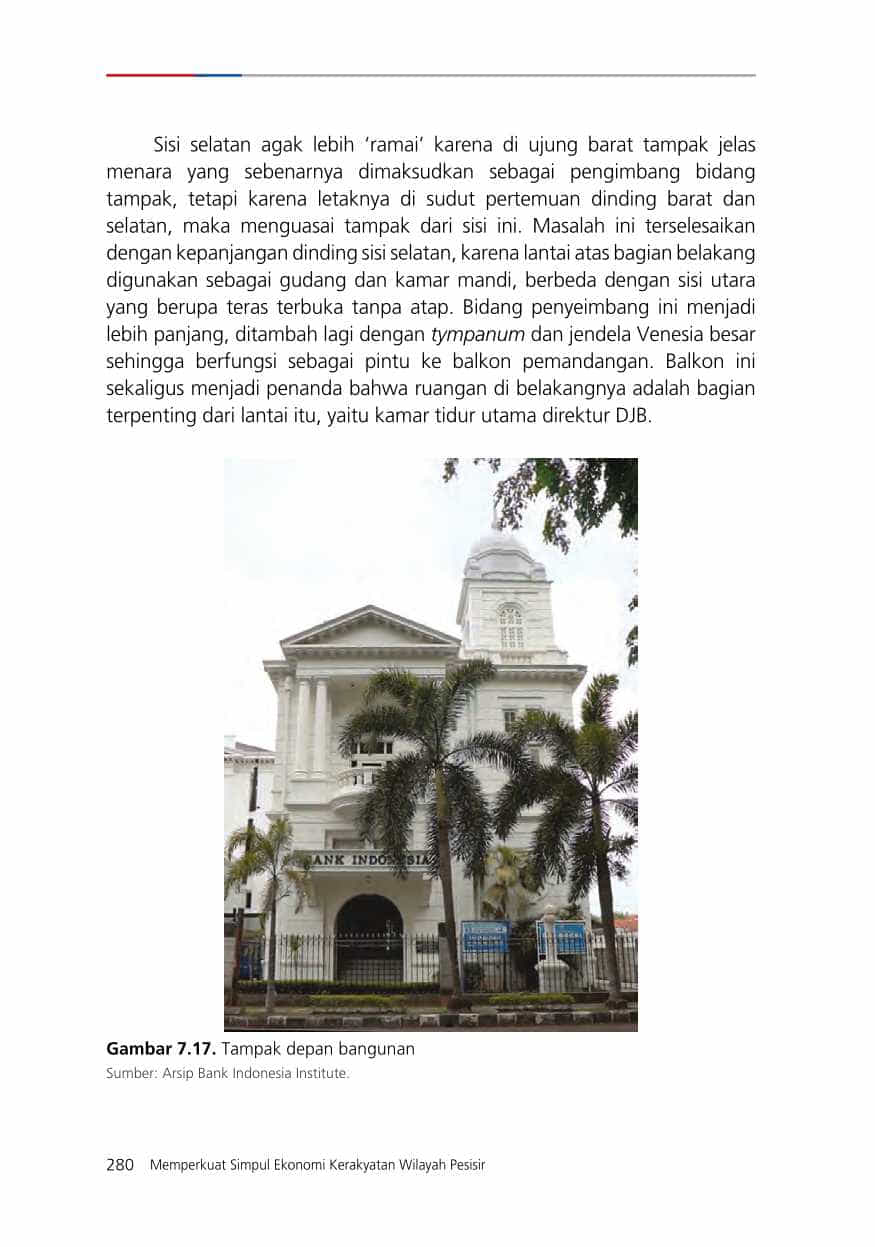 Sisi selatan agak lebih ‘ramai’ karena di ujung barat tampak jelas
menara yang sebenarnya dimaksudkan sebagai pengimbang bidang
tampak, tetapi karena letaknya di sudut pertemuan dinding barat dan
selatan, maka menguasai tampak dari sisi ini. Masalah ini terselesaikan
dengan kepanjangan dinding sisi selatan, karena lantai atas bagian belakang
digunakan sebagai gudang dan kamar mandi, berbeda dengan sisi utara
yang berupa teras terbuka tanpa atap. Bidang penyeimbang ini menjadi
lebih panjang, ditambah lagi dengan tympanum dan jendela Venesia besar
sehingga berfungsi sebagai pintu ke balkon pemandangan. Balkon ini
sekaligus menjadi penanda bahwa ruangan di belakangnya adalah bagian
terpenting dari lantai itu, yaitu kamar tidur utama direktur DJB.
BANK INDONESIA
Gambar 7.17. Tampak depan bangunan
Sumber: Arsip Bank Indonesia Institute.
280 Memperkuat Simpul Ekonomi Kerakyatan Wilayah Pesisir